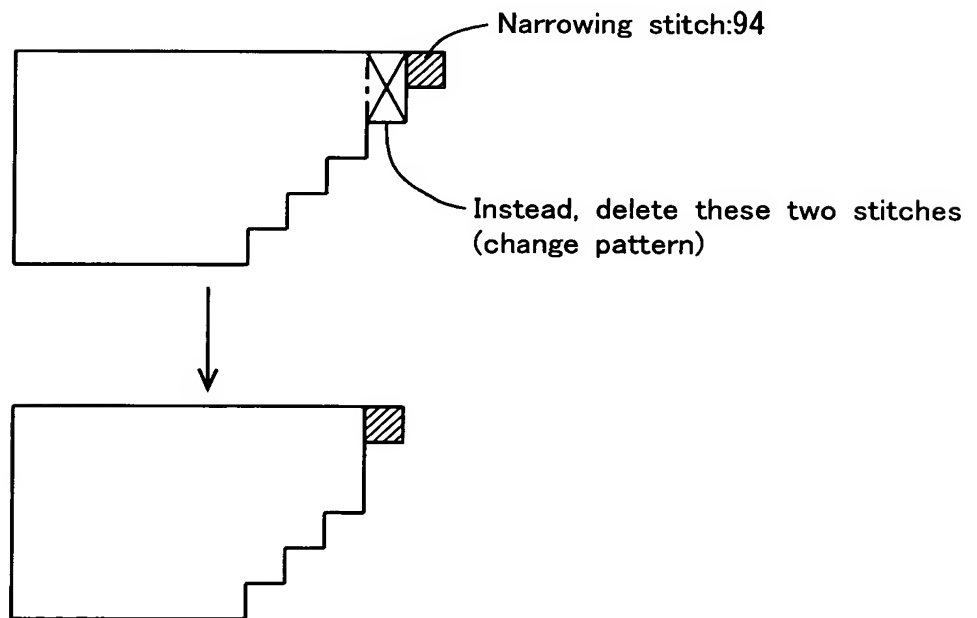 Narrowing stitch:94
Instead, delete these two stitches
(change pattern)